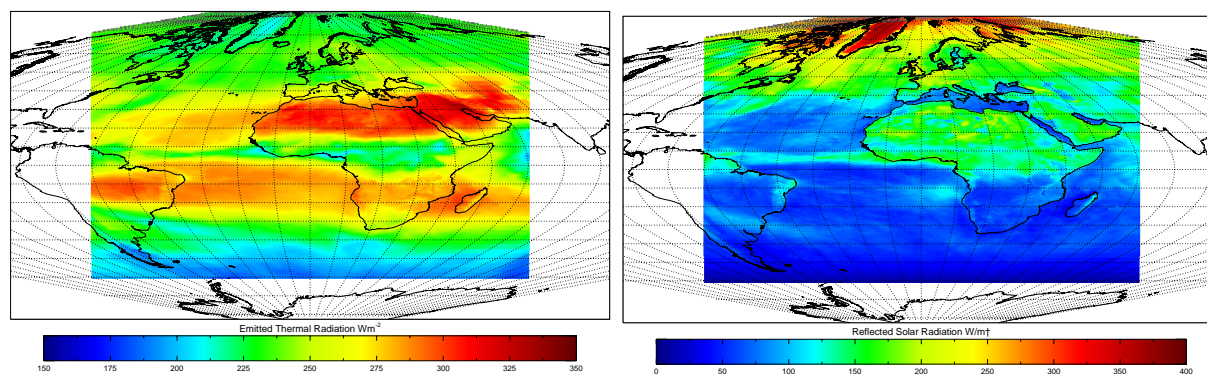 Emitted Thermal Radiation Wm-2
150 175 200 225 250 275 300 325 350
Reflected Solar Radiation W/m†
0 50 100 150 200 250 300 350 400